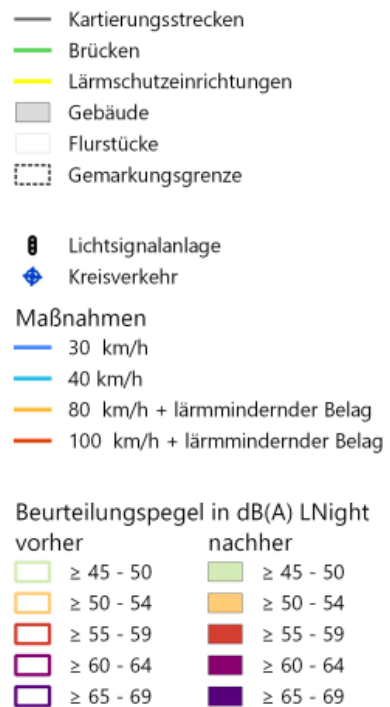 Kartierungsstrecken
Brücken
Lärmschutzeinrichtungen
Gebäude
Flurstücke
Gemarkungsgrenze
Lichtsignalanlage
Kreisverkehr
Maßnahmen
30 km/h
40 km/h
80 km/h + lärmmindernder Belag
100 km/h + lärmmindernder Belag
Beurteilungspegel in dB(A) LNight
vorher nachher
≥ 45 - 50 ≥ 45 - 50
≥ 50 - 54 ≥ 50 - 54
≥ 55 - 59 ≥ 55 - 59
≥ 60 - 64 ≥ 60 - 64
≥ 65 - 69 ≥ 65 - 69